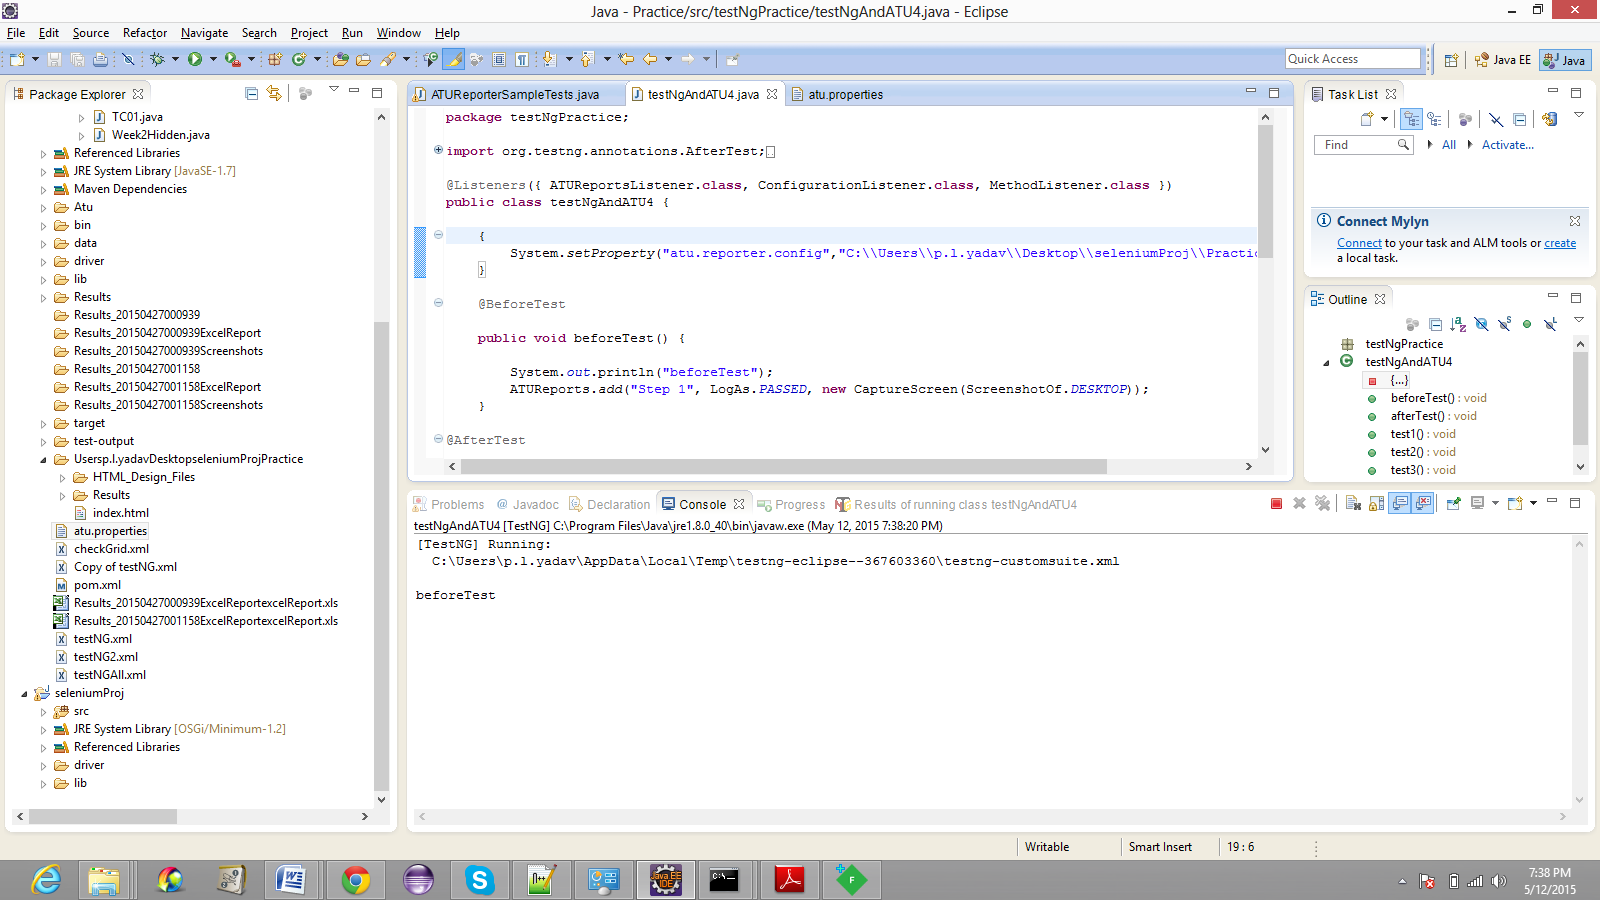 Java - Practice/src/testNgPractice/testNgAndATU4.java - Eclipse
File Edit Source Refactor Navigate Search Project Run Window Help
Quick Access
Java EE
Java
Package Explorer
TC01.java
Week2Hidden.java
Referenced Libraries
JRE System Library [JavaSE-1.7]
Maven Dependencies
Atu
bin
data
driver
lib
Results
Results_20150427000939
Results_20150427000939ExcelReport
Results_20150427000939Screenshots
Results_20150427001158
Results_20150427001158ExcelReport
Results_20150427001158Screenshots
target
test-output
Usersp.l.yadavDesktopseleniumProjPractice
HTML_Design_Files
Results
index.html
atu.properties
checkGrid.xml
Copy of testNG.xml
pom.xml
Results_20150427000939ExcelReportexcelReport.xls
Results_20150427001158ExcelReportexcelReport.xls
testNG.xml
testNG2.xml
testNGAll.xml
seleniumProj
src
JRE System Library [OSGi/Minimum-1.2]
Referenced Libraries
driver
lib
ATUReporterSampleTests.java
testNgAndATU4.java
atu.properties
package testNgPractice;
import org.testng.annotations.AfterTest;
@Listeners({ ATUReportsListener.class, ConfigurationListener.class, MethodListener.class })
public class testNgAndATU4 {
{
System.setProperty("atu.reporter.config","C:\\Users\\p.l.yadav\\Desktop\\seleniumProj\\Practic
}
@BeforeTest
public void beforeTest() {
System.out.println("beforeTest");
ATUReports.add("Step 1", LogAs.PASSED, new CaptureScreen(ScreenshotOf.DESKTOP));
}
@AfterTest
Task List
Find
All
Activate...
Connect Mylyn
Connect to your task and ALM tools or create
a local task.
Outline
testNgPractice
testNgAndATU4
{...}
beforeTest() : void
afterTest() : void
test1() : void
test2() : void
test3() : void
Problems
Javadoc
Declaration
Console
Progress
Results of running class testNgAndATU4
testNgAndATU4 [TestNG] C:\Program Files\Java\jre1.8.0_40\bin\javaw.exe (May 12, 2015 7:38:20 PM)
[TestNG] Running:
C:\Users\p.l.yadav\AppData\Local\Temp\testng-eclipse--367603360\testng-customsuite.xml
beforeTest
Writable
Smart Insert
19 : 6
7:38 PM
5/12/2015